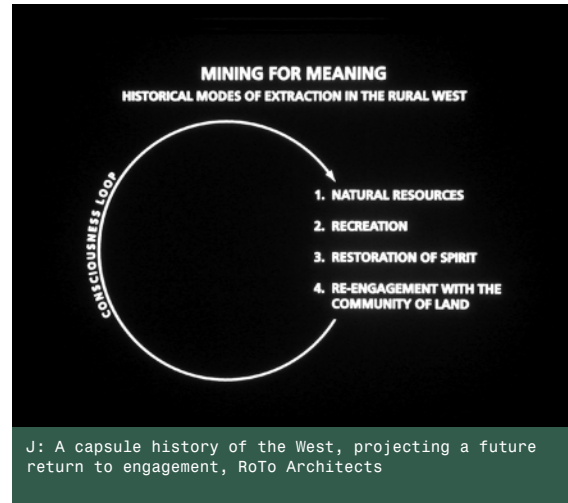 MINING FOR MEANING
HISTORICAL MODES OF EXTRACTION IN THE RURAL WEST
CONSCIOUSNESS LOOP
1. NATURAL RESOURCES
2. RECREATION
3. RESTORATION OF SPIRIT
4. RE-ENGAGEMENT WITH THE
COMMUNITY OF LAND
J: A capsule history of the West, projecting a future
return to engagement, RoTo Architects